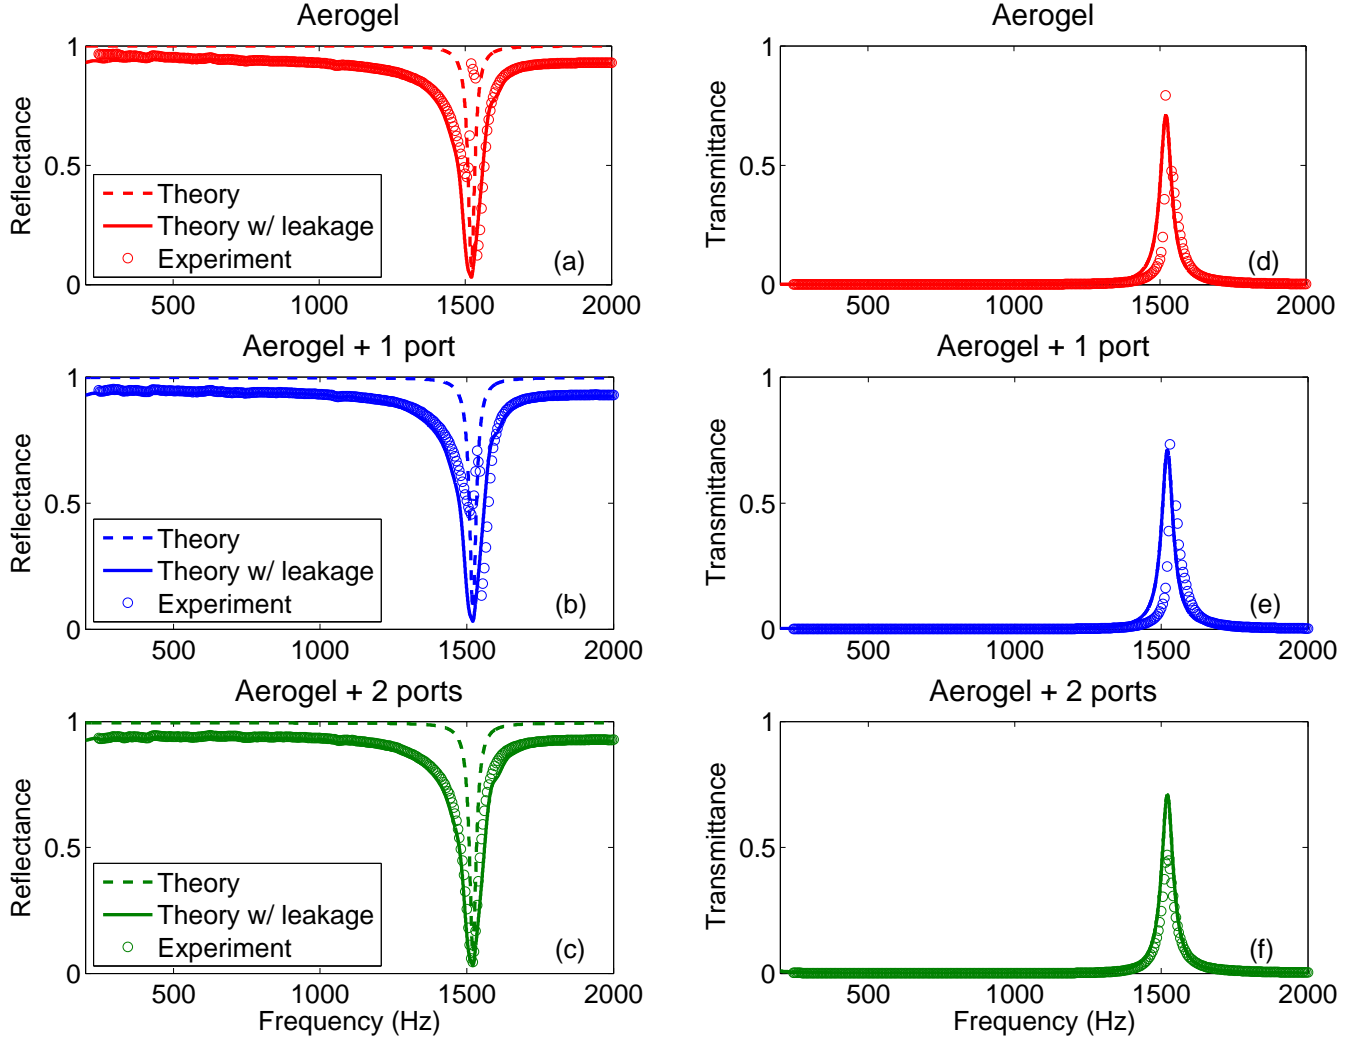 Aerogel
Reflectance
1
0.5
0
Theory
Theory w/ leakage
Experiment
(a)
500 1000 1500 2000
Aerogel
Transmittance
1
0.5
0
(d)
500 1000 1500 2000
Aerogel + 1 port
Reflectance
1
0.5
0
Theory
Theory w/ leakage
Experiment
(b)
500 1000 1500 2000
Aerogel + 1 port
Transmittance
1
0.5
0
(e)
500 1000 1500 2000
Aerogel + 2 ports
Reflectance
1
0.5
0
Theory
Theory w/ leakage
Experiment
(c)
500 1000 1500 2000
Frequency (Hz)
Aerogel + 2 ports
Transmittance
1
0.5
0
(f)
500 1000 1500 2000
Frequency (Hz)